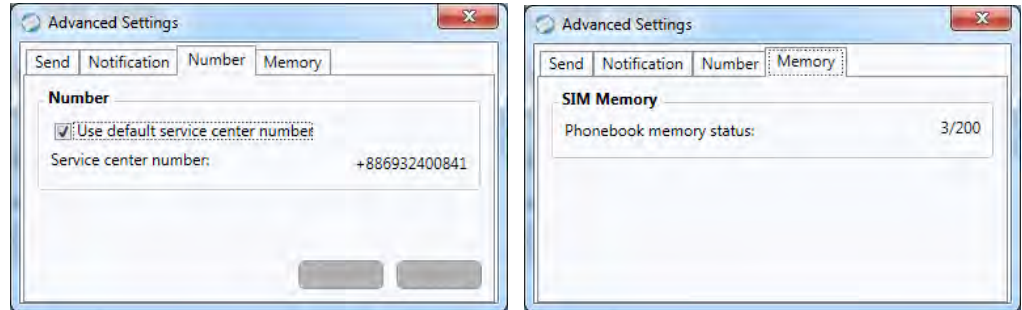 Advanced Settings
Send Notification Number Memory
Number
Use default service center number
Service center number: +886932400841
Advanced Settings
Send Notification Number Memory
SIM Memory
Phonebook memory status: 3/200